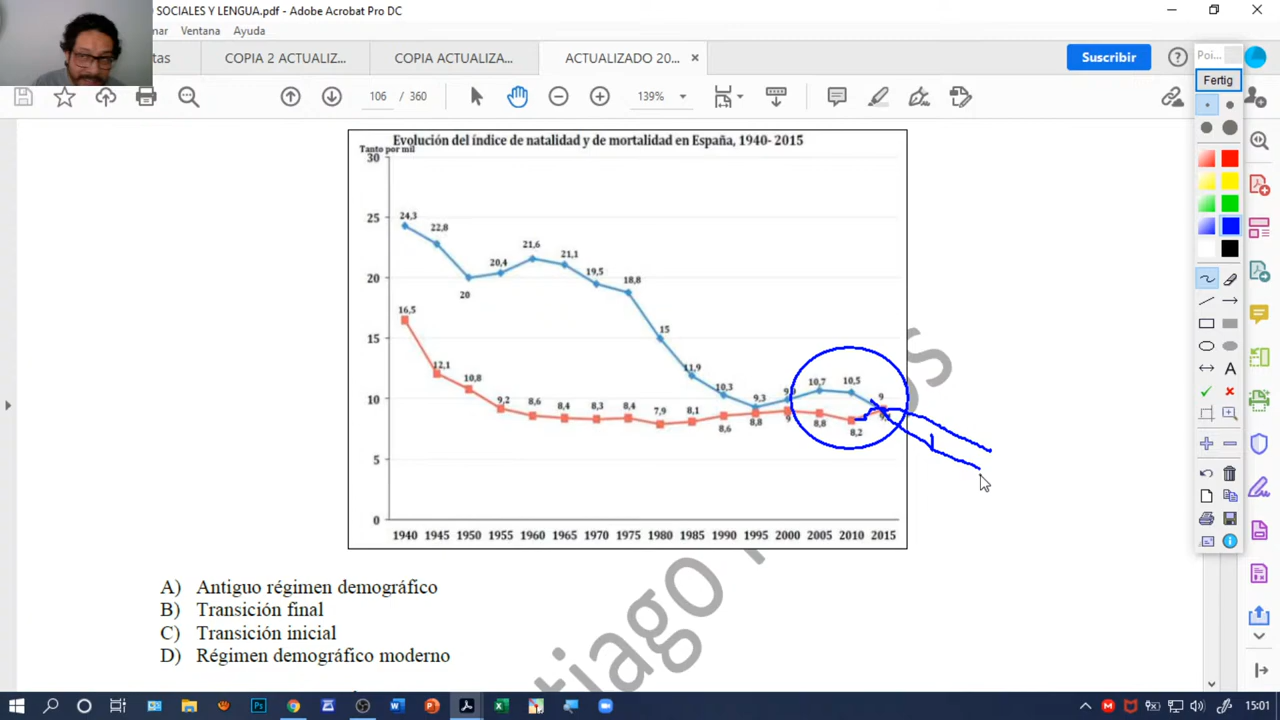 SOCIALES Y LENGUA.pdf - Adobe Acrobat Pro DC
Ventana Ayuda
COPIA 2 ACTUALIZ... COPIA ACTUALIZA... ACTUALIZADO 20...
Suscribir
Fertig
106 / 360 139%
Evolución del índice de natalidad y de mortalidad en España, 1940- 2015
Tanto por mil
30
25
20
15
10
5
0
24,3 22,8 20 20,4 21,6 21,1 19,5 18,8 15 11,9 10,3 9,3 10,7 10,5 9
16,5 12,1 10,8 9,2 8,6 8,4 8,3 8,4 7,9 8,1 8,6 8,8 9 8,8 8,2
1940 1945 1950 1955 1960 1965 1970 1975 1980 1985 1990 1995 2000 2005 2010 2015
A) Antiguo régimen demográfico
B) Transición final
C) Transición inicial
D) Régimen demográfico moderno
15:01